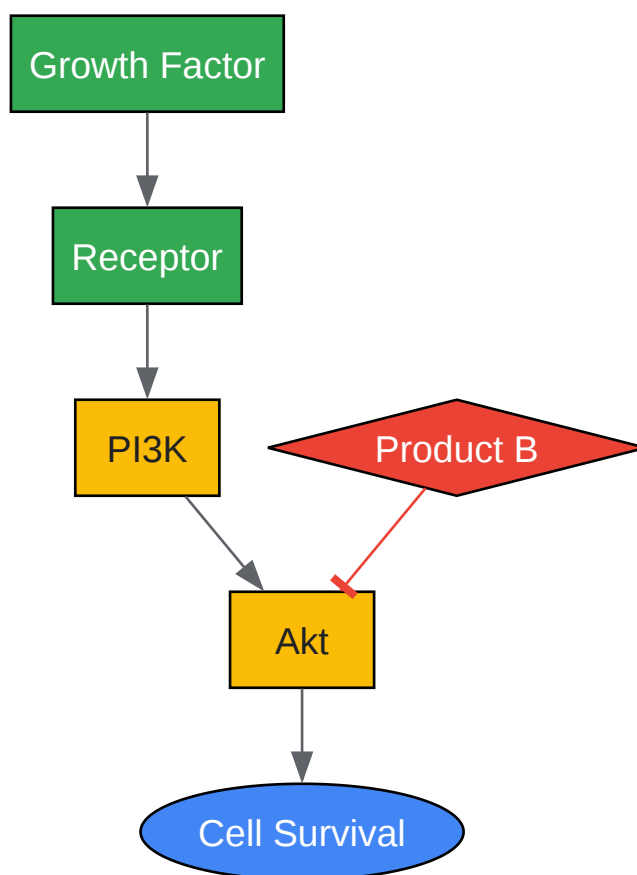 Growth Factor
Receptor
PI3K
Product B
Akt
Cell Survival